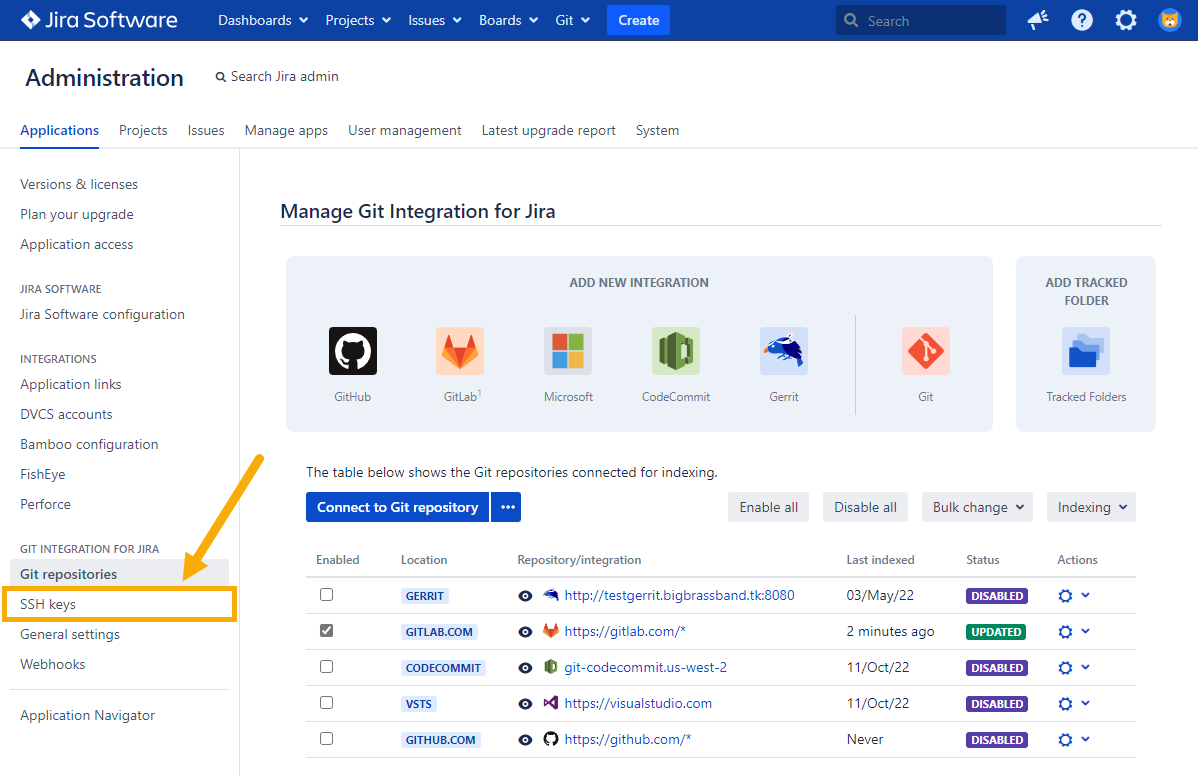 Jira Software Dashboards Projects Issues Boards Git Create Search
Administration Search Jira admin
Applications Projects Issues Manage apps User management Latest upgrade report System
Versions & licenses
Plan your upgrade
Application access
JIRA SOFTWARE
Jira Software configuration
INTEGRATIONS
Application links
DVCS accounts
Bamboo configuration
FishEye
Perforce
GIT INTEGRATION FOR JIRA
Git repositories
SSH keys
General settings
Webhooks
Application Navigator
Manage Git Integration for Jira
ADD NEW INTEGRATION
GitHub GitLab¹ Microsoft CodeCommit Gerrit Git
ADD TRACKED
FOLDER
Tracked Folders
The table below shows the Git repositories connected for indexing.
Connect to Git repository ••• Enable all Disable all Bulk change Indexing
Enabled Location Repository/integration Last indexed Status Actions
GERRIT http://testgerrit.bigbrassband.tk:8080 03/May/22 DISABLED
GITLAB.COM https://gitlab.com/* 2 minutes ago UPDATED
CODECOMMIT git-codecommit.us-west-2 11/Oct/22 DISABLED
VSTS https://visualstudio.com 11/Oct/22 DISABLED
GITHUB.COM https://github.com/* Never DISABLED